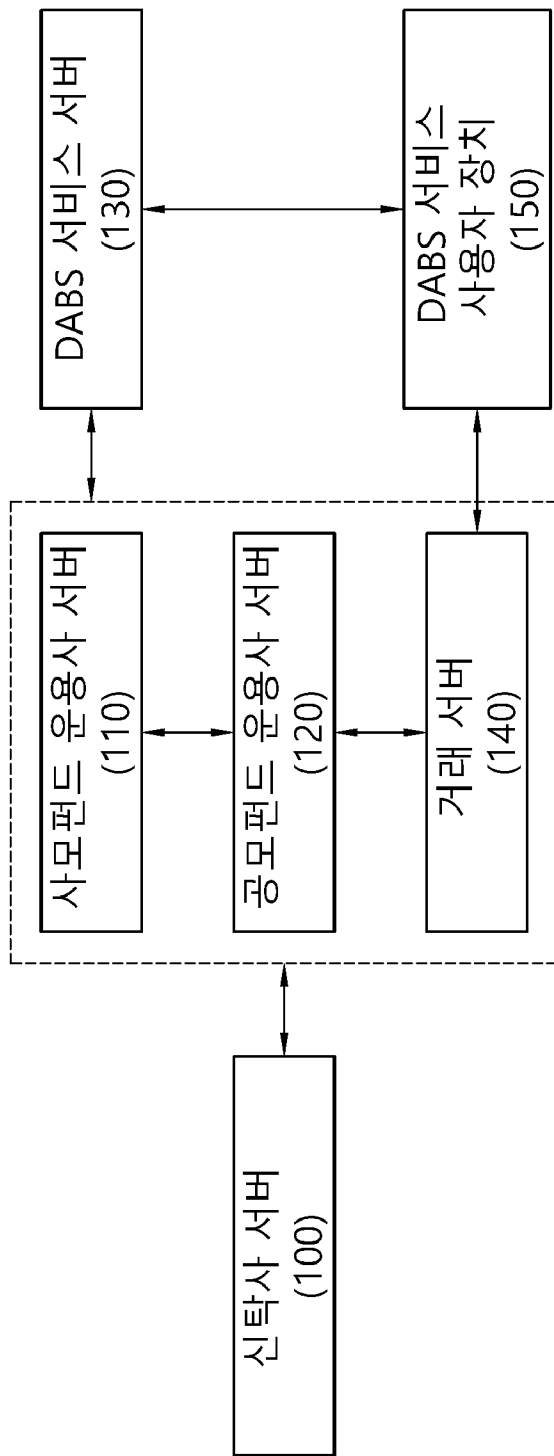 신탁사 서버
(100)
사모펀드 운용사 서버
(110)
공모펀드 운용사 서버
(120)
거래 서버
(140)
DABS 서비스 서버
(130)
DABS 서비스
사용자 장치
(150)